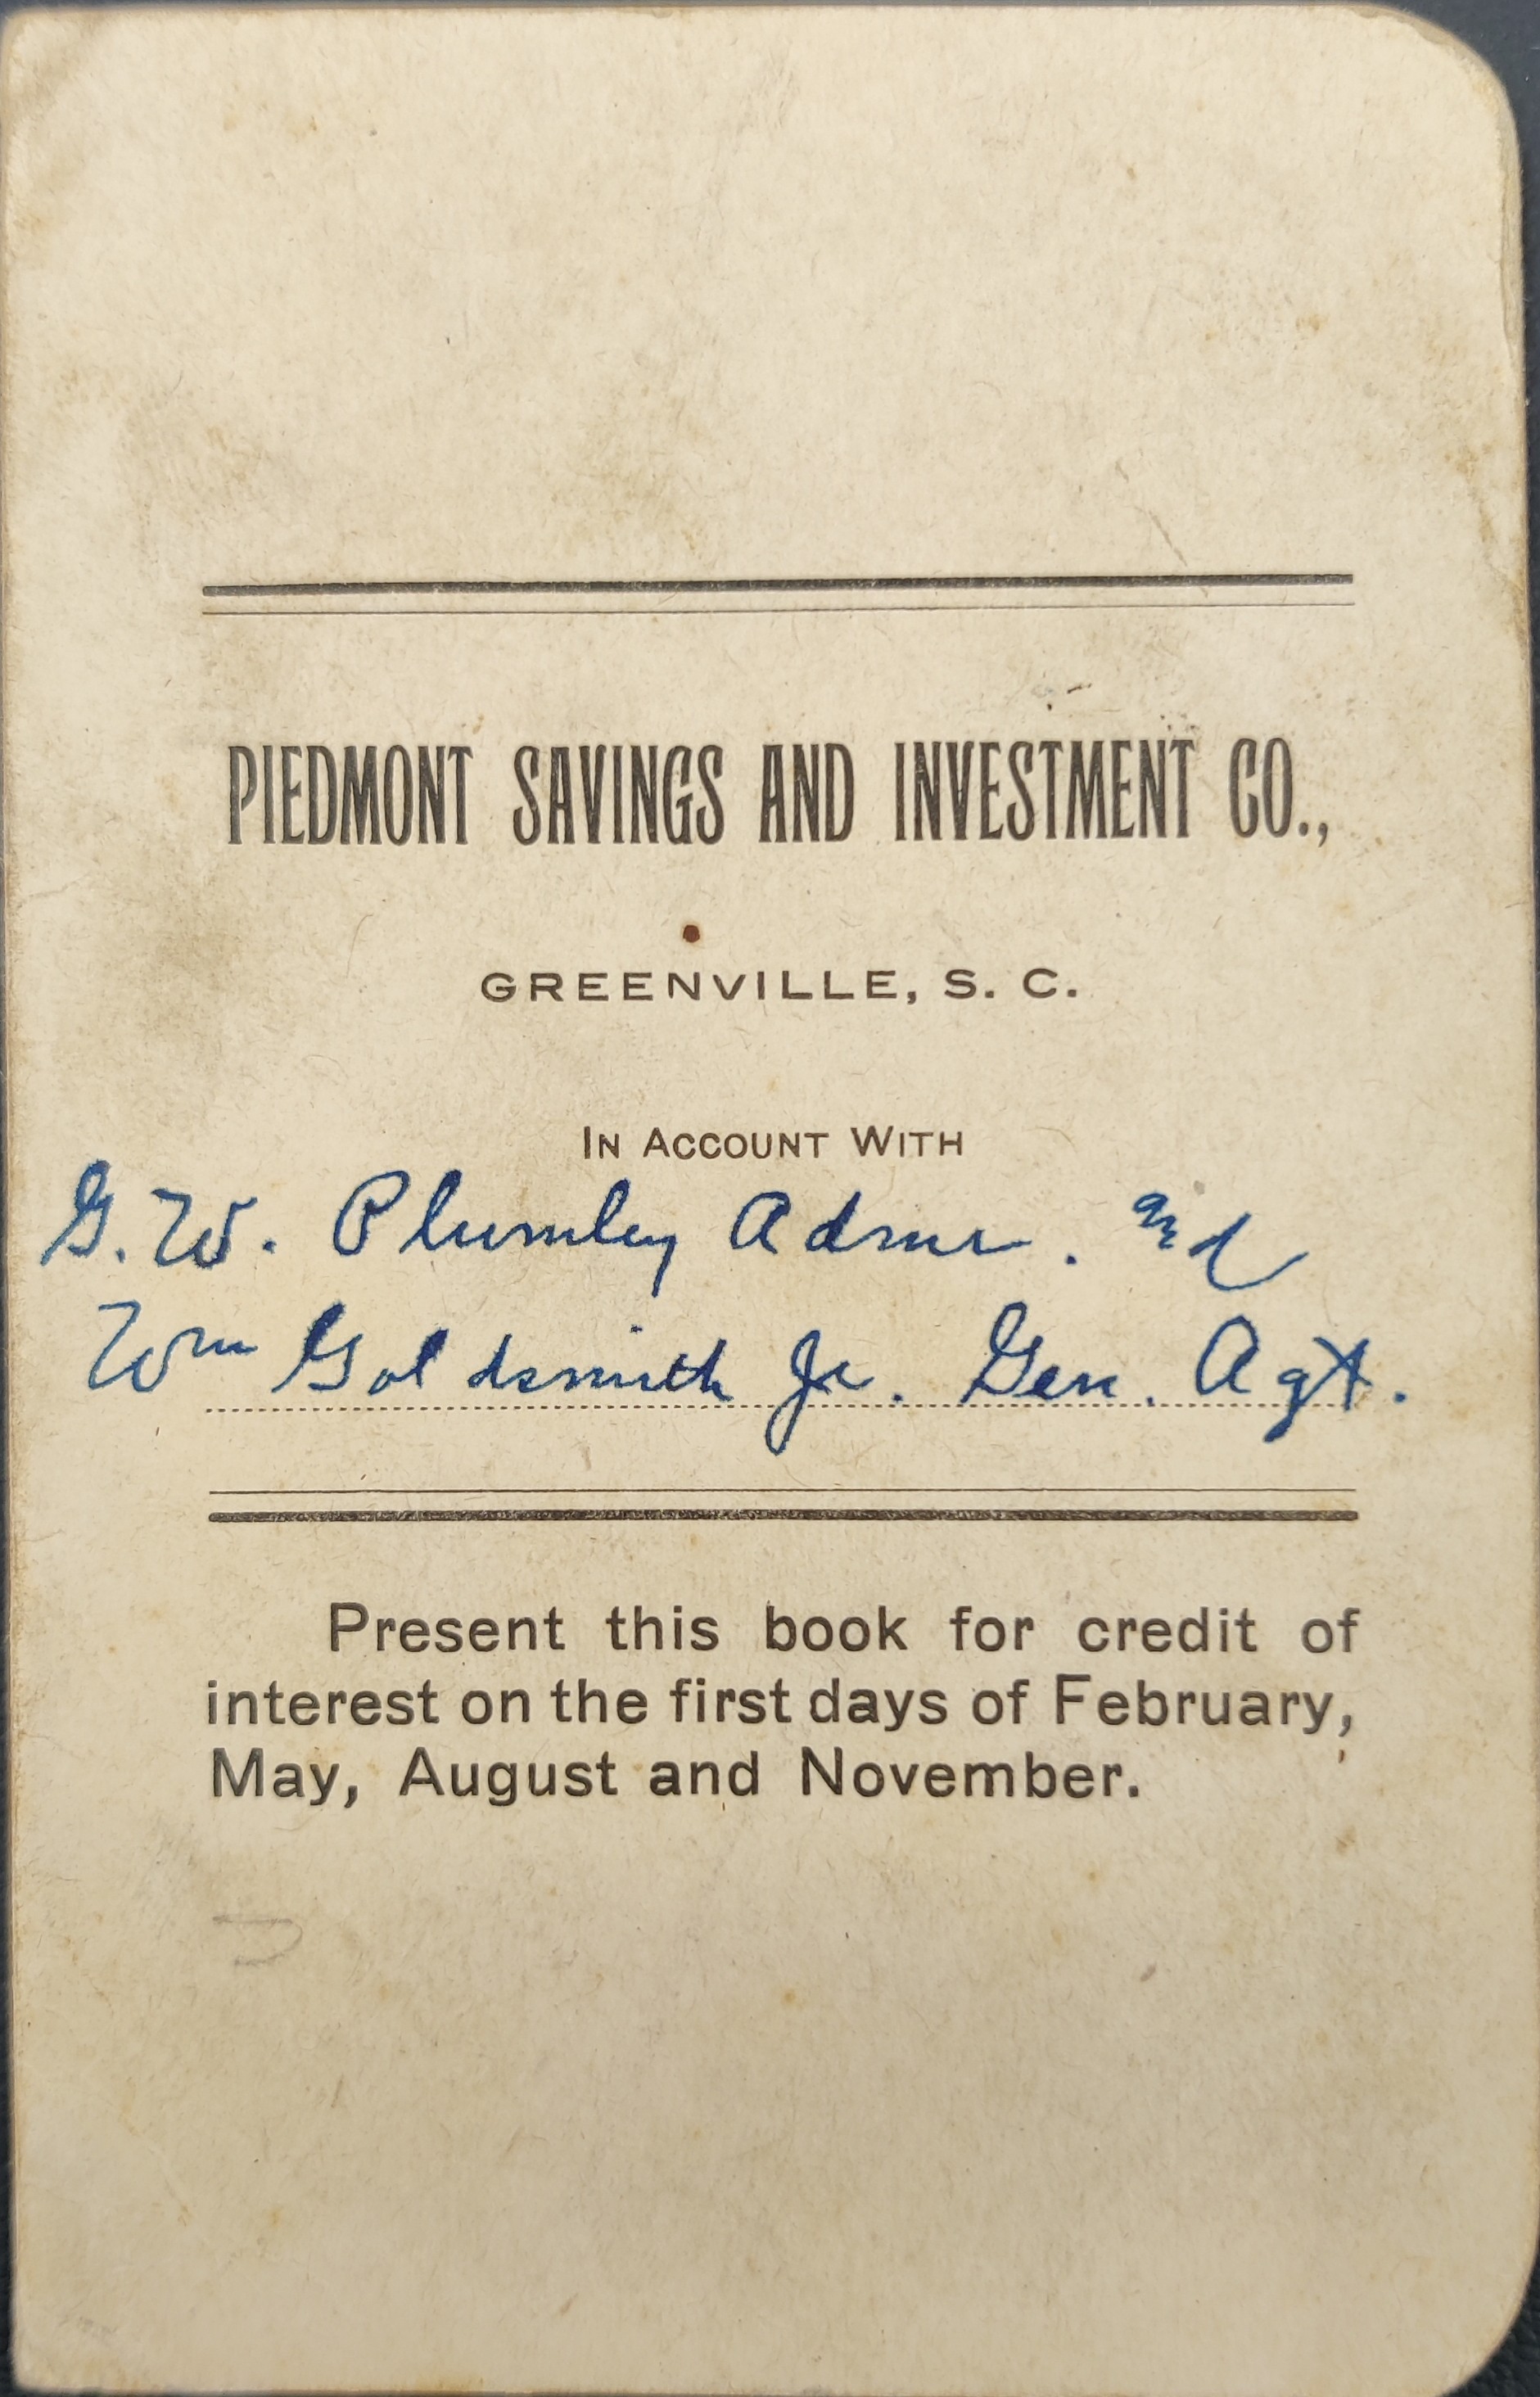 PIEDMONT SAVINGS AND INVESTMENT CO.,
GREENVILLE, S. C.
IN ACCOUNT WITH
G. W. Plumley Admr. and
Wm Goldsmith Jr. Gen. Agt.
Present this book for credit of
interest on the first days of February,
May, August and November.